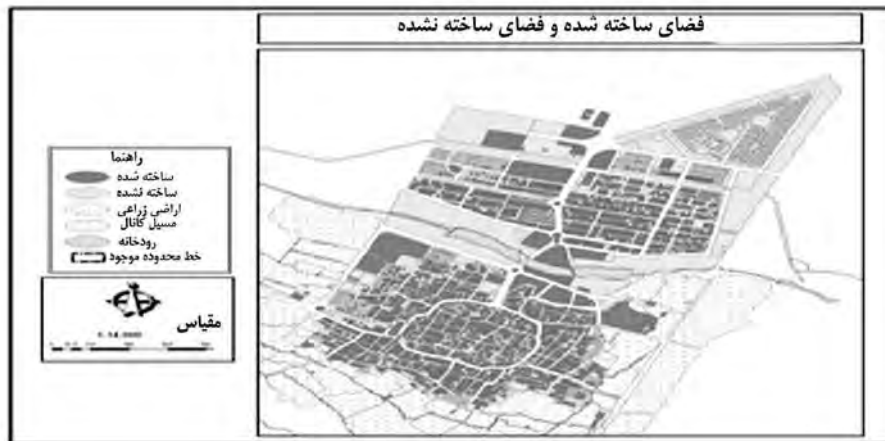 فضای ساخته شده و فضای ساخته نشده
راهنما
ساخته شده
ساخته نشده
اراضی زراعی
مسیل کانال
رودخانه
خط محدوده موجود
مقیاس